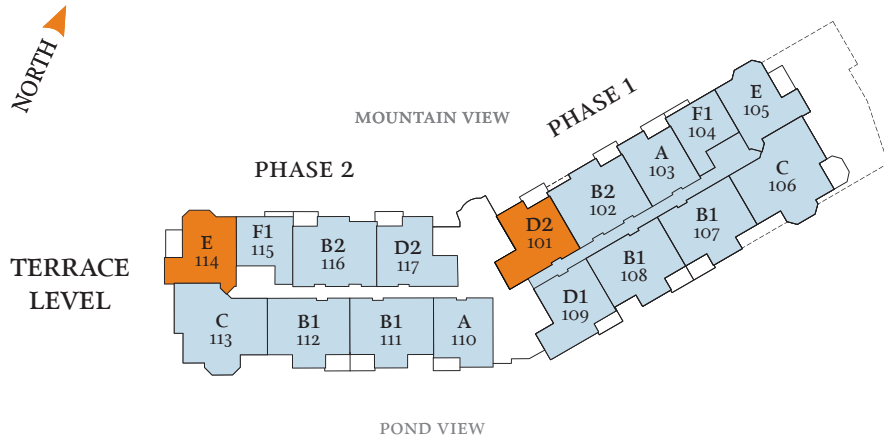 NORTH
MOUNTAIN VIEW
PHASE 1
PHASE 2
TERRACE
LEVEL
E
114
F1
115
B2
116
D2
117
C
113
B1
112
B1
111
A
110
D2
101
B2
102
A
103
F1
104
E
105
C
106
B1
107
B1
108
D1
109
POND VIEW